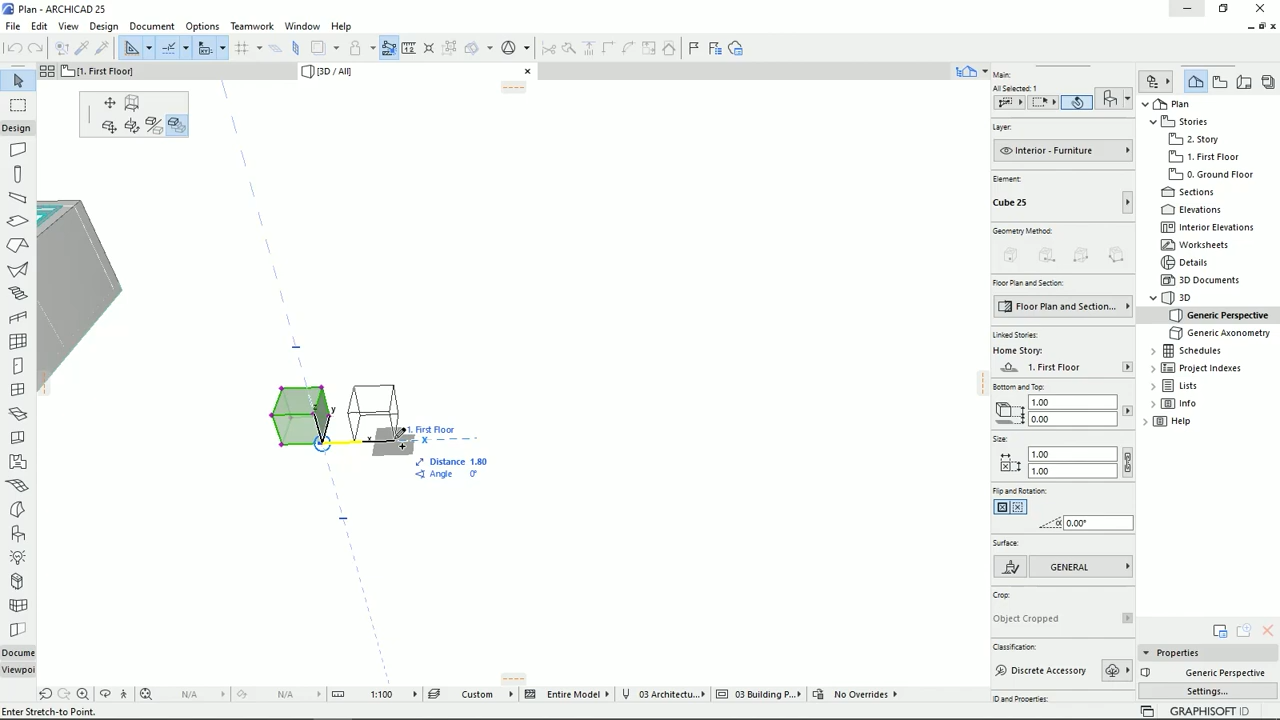 Plan - ARCHICAD 25
File Edit View Design Document Options Teamwork Window Help
[1. First Floor]
[3D / All]
Main:
All Selected: 1
Plan
Stories
Design
Layer:
2. Story
Interior - Furniture
1. First Floor
0. Ground Floor
Element:
Sections
Cube 25
Elevations
Geometry Method:
Interior Elevations
Worksheets
Details
Floor Plan and Section:
3D Documents
Floor Plan and Section...
3D
Generic Perspective
Linked Stories:
Generic Axonometry
Home Story:
Schedules
1. First Floor
Project Indexes
Bottom and Top:
Lists
1.00
Info
0.00
Help
y
1. First Floor
x
X
Size:
1.00
Distance 1.80
1.00
Angle 0°
Flip and Rotation:
α 0.00°
Surface:
GENERAL
Crop:
Object Cropped
Classification:
Properties
Docume
Discrete Accessory
Generic Perspective
Viewpoi
N/A
N/A
1:100
Custom
Entire Model
03 Architectu...
03 Building P...
No Overrides
ID and Properties:
Settings...
Enter Stretch-to Point.
GRAPHISOFT ID